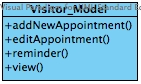 Visitor_Model
+addNewAppointment()
+editAppointment()
+reminder()
+view()